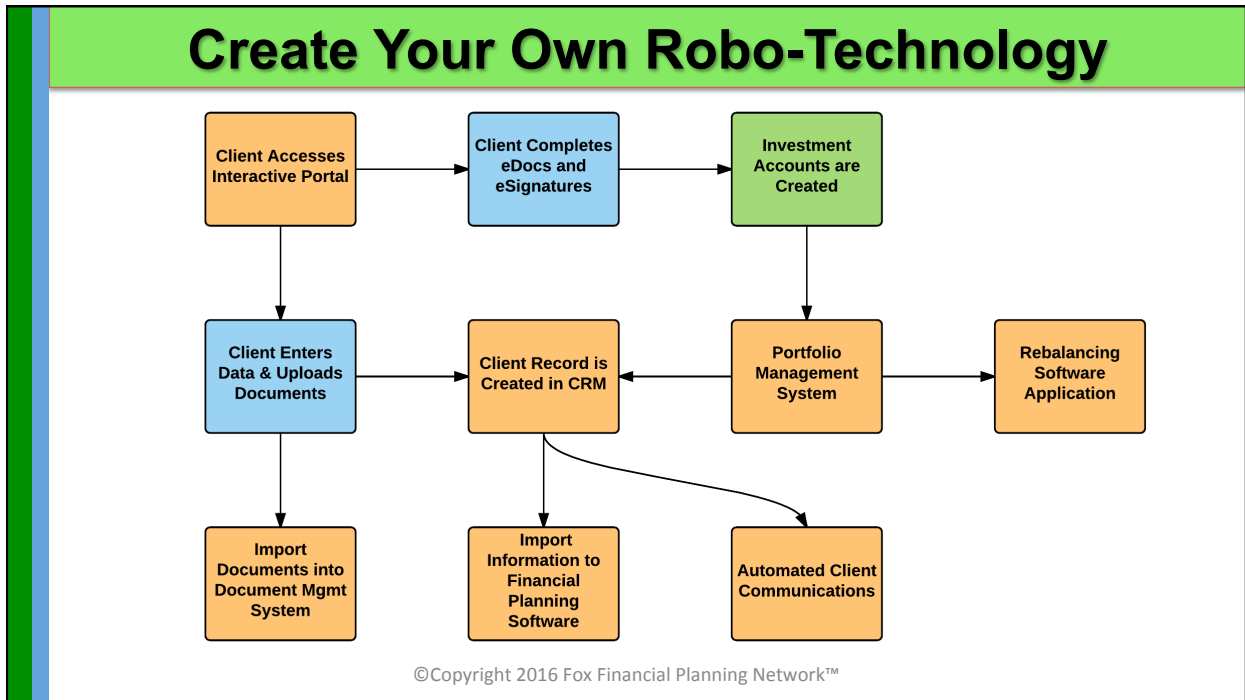 Create Your Own Robo-Technology
Client Accesses
Interactive Portal
Client Completes
eDocs and
eSignatures
Investment
Accounts are
Created
Client Enters
Data & Uploads
Documents
Client Record is
Created in CRM
Portfolio
Management
System
Rebalancing
Software
Application
Import
Documents into
Document Mgmt
System
Import
Information to
Financial
Planning
Software
Automated Client
Communications
©Copyright 2016 Fox Financial Planning Network™